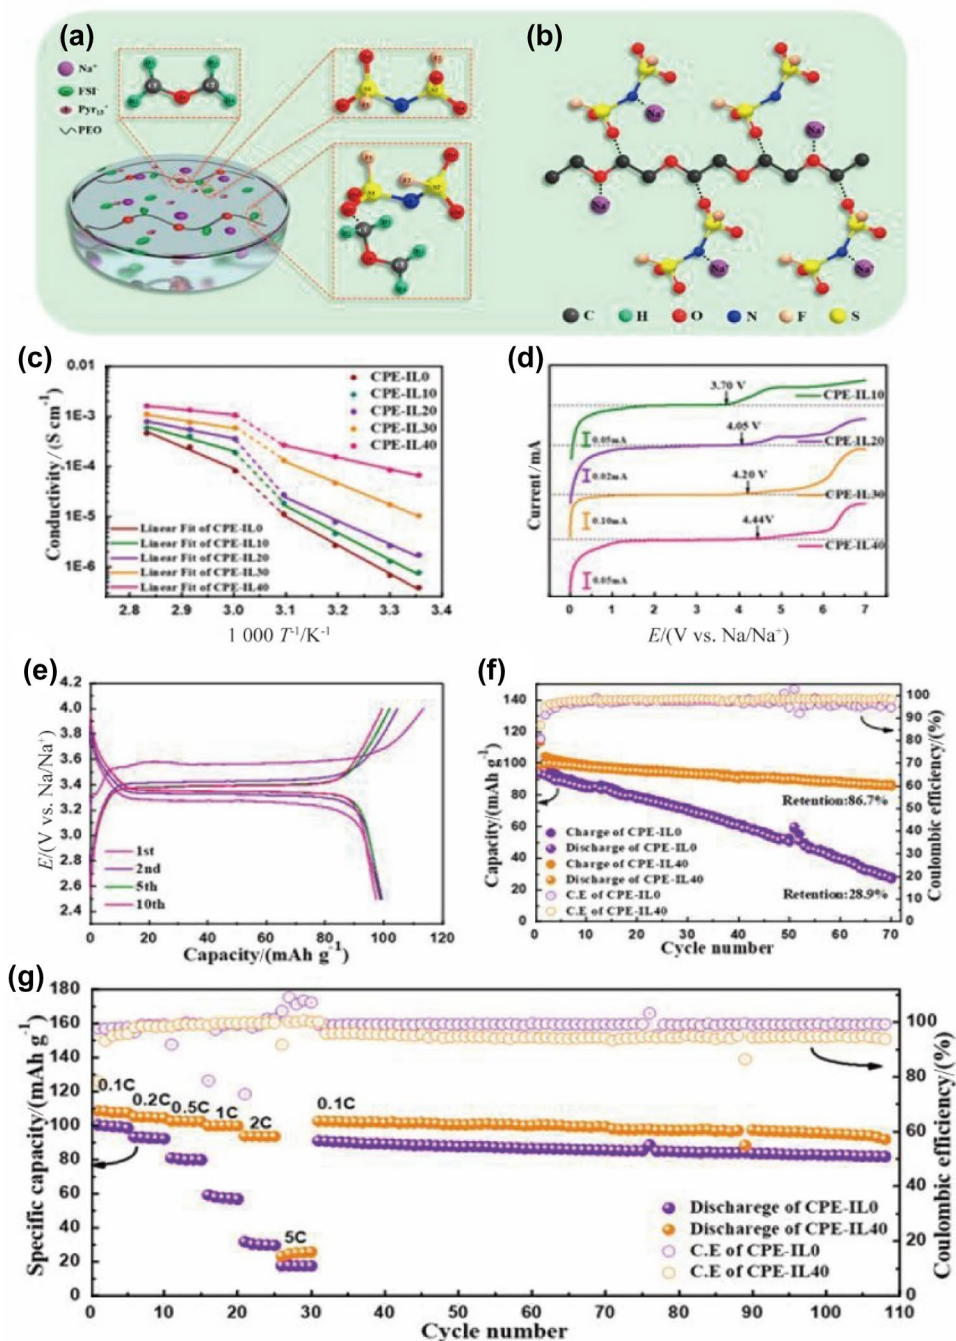 (a)
Na⁺
FSI⁻
Pyr₁₃⁺
PEO
(b)
Na⁺
Na⁺
Na⁺
Na⁺
Na⁺
Na⁺
C H O N F S
(c)
Conductivity/(S cm⁻¹)
0.01
1E-3
1E-4
1E-5
1E-6
CPE-IL0
CPE-IL10
CPE-IL20
CPE-IL30
CPE-IL40
Linear Fit of CPE-IL0
Linear Fit of CPE-IL10
Linear Fit of CPE-IL20
Linear Fit of CPE-IL30
Linear Fit of CPE-IL40
2.8 2.9 3.0 3.1 3.2 3.3 3.4
1 000 T⁻¹/K⁻¹
(d)
Current/mA
3.70 V
CPE-IL10
0.05mA
4.05 V
CPE-IL20
0.02mA
4.20 V
CPE-IL30
0.10mA
4.44V
CPE-IL40
0.05mA
0 1 2 3 4 5 6 7
E/(V vs. Na/Na⁺)
(e)
E/(V vs. Na/Na⁺)
4.2
4.0
3.8
3.6
3.4
3.2
3.0
2.8
2.6
2.4
1st
2nd
5th
10th
0 20 40 60 80 100 120
Capacity/(mAh g⁻¹)
(f)
Capacity/(mAh g⁻¹)
140
120
100
80
60
40
20
0
Retention:86.7%
Charge of CPE-IL0
Discharge of CPE-IL0
Charge of CPE-IL40
Discharge of CPE-IL40
C.E of CPE-IL0
C.E of CPE-IL40
Retention:28.9%
100
90
80
70
60
50
40
30
20
10
0
Coulombic efficiency/(%)
0 10 20 30 40 50 60 70
Cycle number
(g)
Specific capacity/(mAh g⁻¹)
180
160
140
120
100
80
60
40
20
0
0.1C
0.2C
0.5C
1C
2C
5C
0.1C
Discharege of CPE-IL0
Discharege of CPE-IL40
C.E of CPE-IL0
C.E of CPE-IL40
100
80
60
40
20
0
Coulombic efficiency/(%)
0 10 20 30 40 50 60 70 80 90 100 110
Cycle number